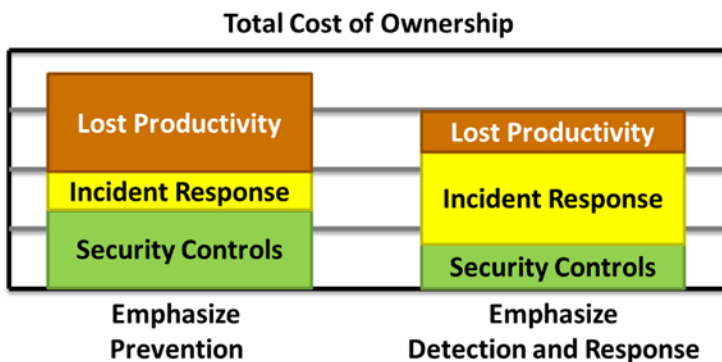 Total Cost of Ownership
Lost Productivity
Incident Response
Security Controls
Lost Productivity
Incident Response
Security Controls
Emphasize
Prevention
Emphasize
Detection and Response